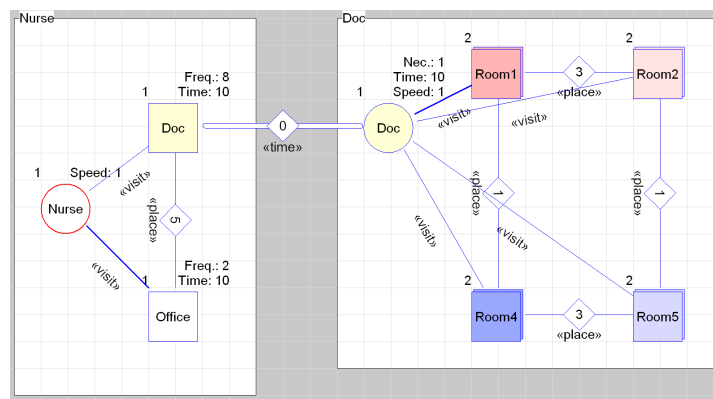 Nurse
Doc
Freq.: 8
Time: 10
1
Doc
0
«time»
1
Speed: 1
«visit»
Nurse
«place»
5
«visit»
1
Freq.: 2
Time: 10
Office
Nec.: 1
Time: 10
Speed: 1
1
Doc
2
Room1
3
«place»
2
Room2
«visit»
«visit»
«place»
1
«place»
1
«visit»
«visit»
2
Room4
3
«place»
2
Room5